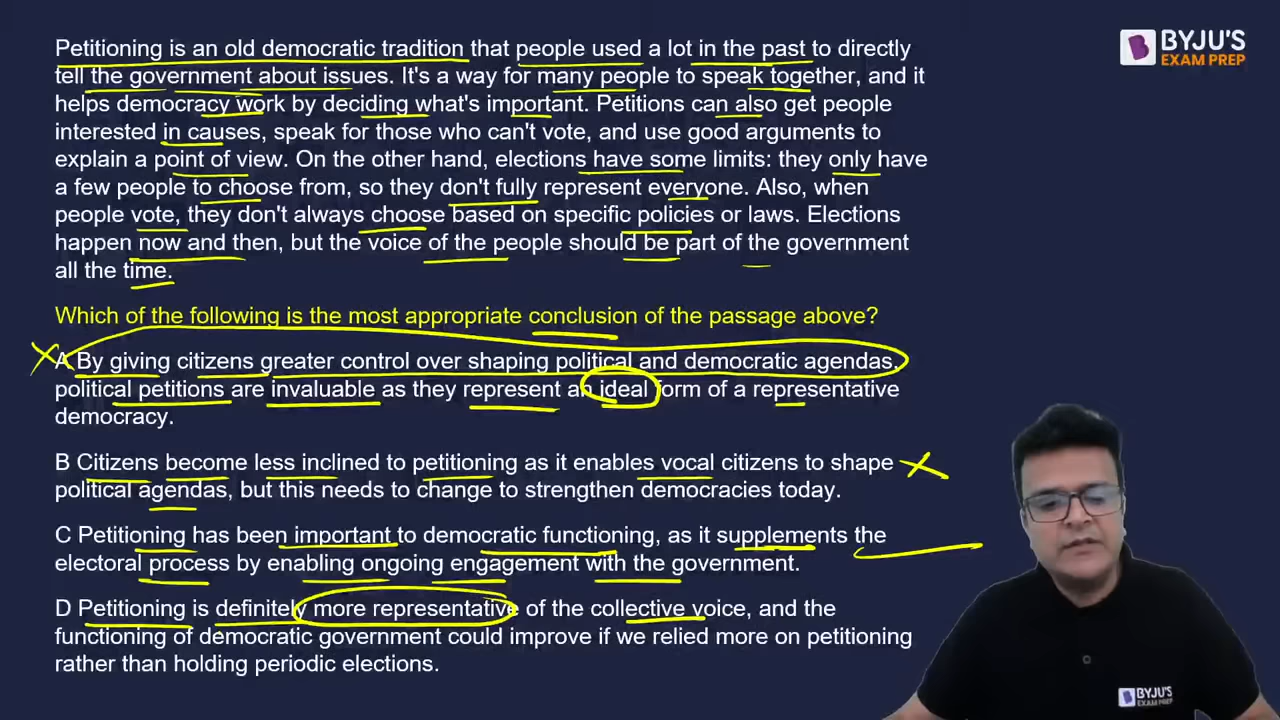 Petitioning is an old democratic tradition that people used a lot in the past to directly
tell the government about issues. It's a way for many people to speak together, and it
helps democracy work by deciding what's important. Petitions can also get people
interested in causes, speak for those who can't vote, and use good arguments to
explain a point of view. On the other hand, elections have some limits: they only have
a few people to choose from, so they don't fully represent everyone. Also, when
people vote, they don't always choose based on specific policies or laws. Elections
happen now and then, but the voice of the people should be part of the government
all the time.
BYJU'S
EXAM PREP
Which of the following is the most appropriate conclusion of the passage above?
A By giving citizens greater control over shaping political and democratic agendas,
political petitions are invaluable as they represent an ideal form of a representative
democracy.
B Citizens become less inclined to petitioning as it enables vocal citizens to shape
political agendas, but this needs to change to strengthen democracies today.
C Petitioning has been important to democratic functioning, as it supplements the
electoral process by enabling ongoing engagement with the government.
D Petitioning is definitely more representative of the collective voice, and the
functioning of democratic government could improve if we relied more on petitioning
rather than holding periodic elections.
BYJU'S
EXAM PREP